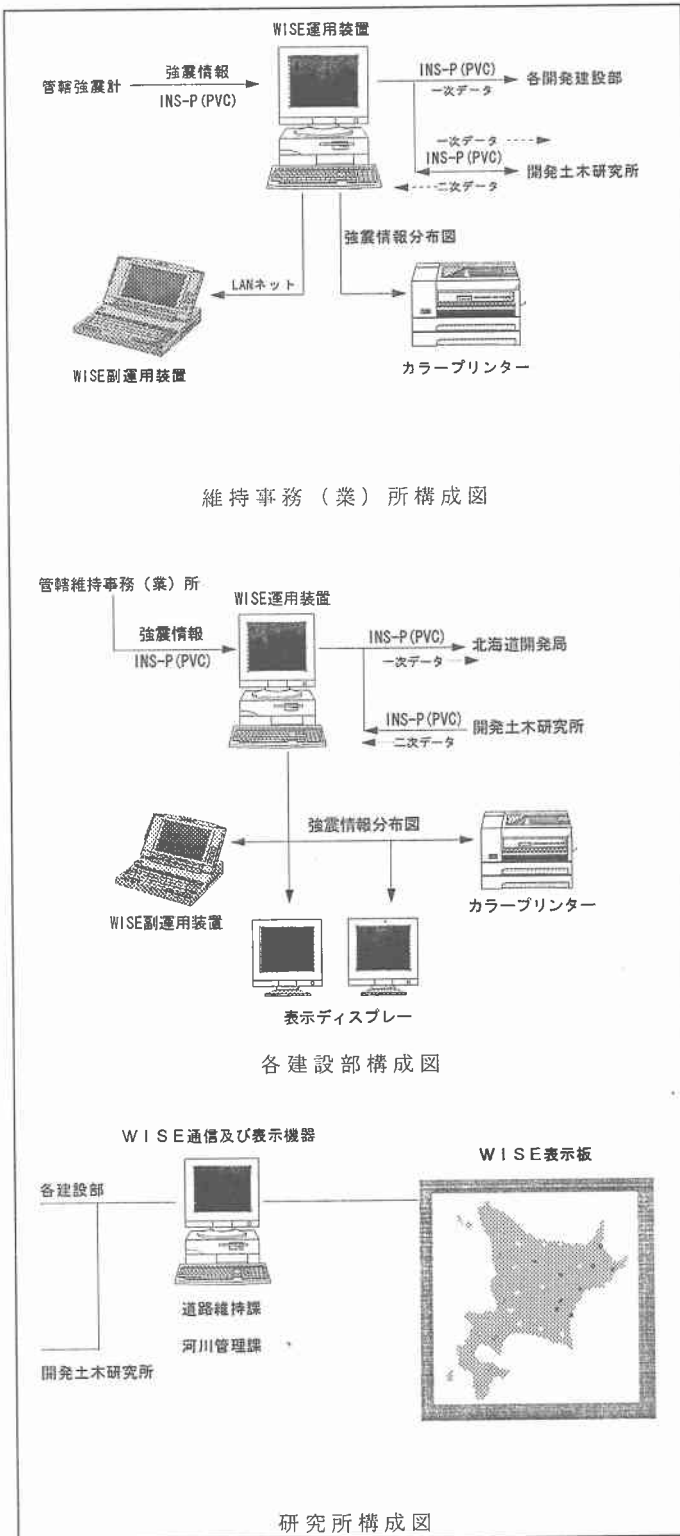 WISE運用装置
管轄強震計
強震情報
INS-P(PVC)
INS-P(PVC)
一次データ
各開発建設部
一次データ
INS-P(PVC)
二次データ
開発土木研究所
強震情報分布図
LANネット
WISE副運用装置
カラープリンター
維持事務（業）所構成図
管轄維持事務（業）所
WISE運用装置
強震情報
INS-P(PVC)
INS-P(PVC)
一次データ
北海道開発局
INS-P(PVC)
二次データ
開発土木研究所
強震情報分布図
WISE副運用装置
カラープリンター
表示ディスプレー
各建設部構成図
WISE通信及び表示機器
WISE表示板
各建設部
道路維持課
河川管理課
開発土木研究所
研究所構成図